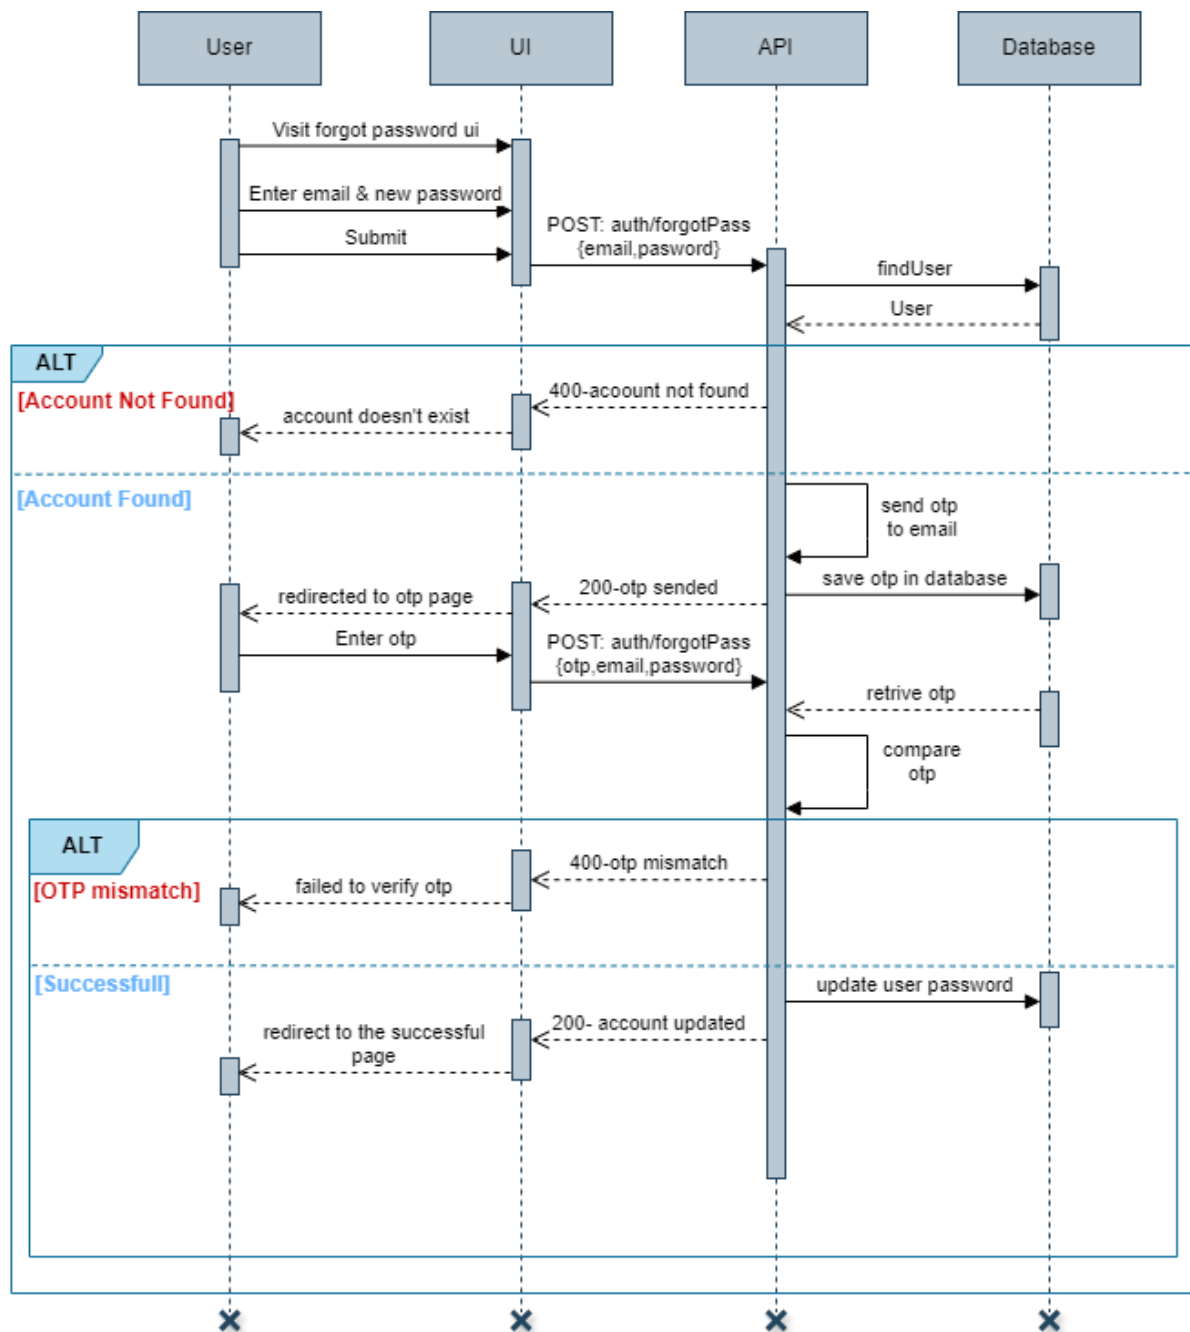 User
UI
API
Database
Visit forgot password ui
Enter email & new password
Submit
POST: auth/forgotPass
{email,pasword}
findUser
User
ALT
[Account Not Found]
400-acoount not found
account doesn't exist
[Account Found]
send otp
to email
save otp in database
200-otp sended
redirected to otp page
Enter otp
POST: auth/forgotPass
{otp,email,password}
retrive otp
compare
otp
ALT
[OTP mismatch]
400-otp mismatch
failed to verify otp
[Successfull]
update user password
200- account updated
redirect to the successful
page